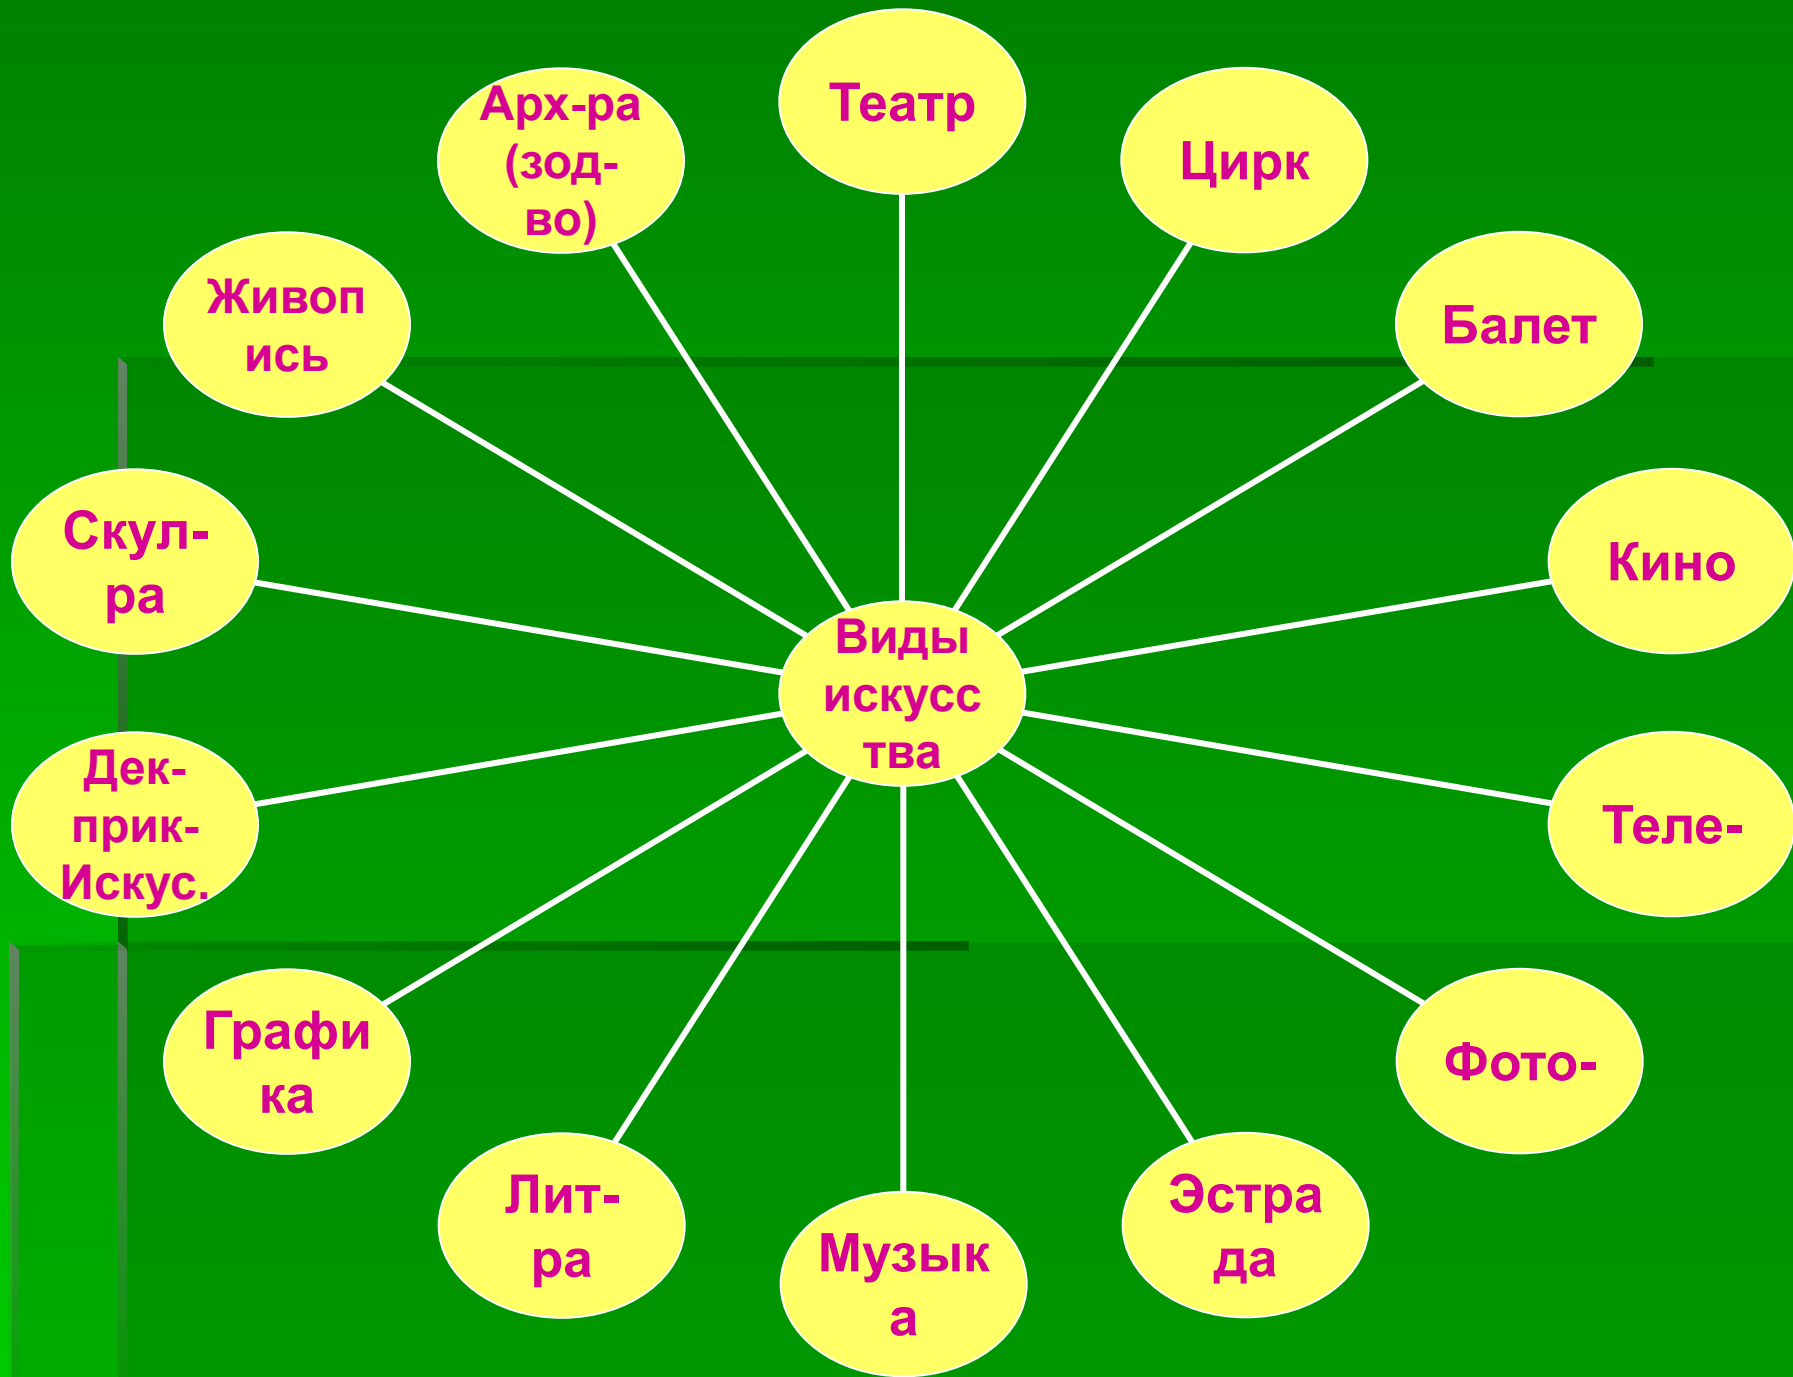 Театр
Арх-ра
(зод-
во)
Цирк
Живоп
ись
Балет
Скул-
ра
Кино
Виды
искусс
тва
Дек-
прик-
Искус.
Теле-
Графи
ка
Фото-
Лит-
ра
Эстра
да
Музык
а